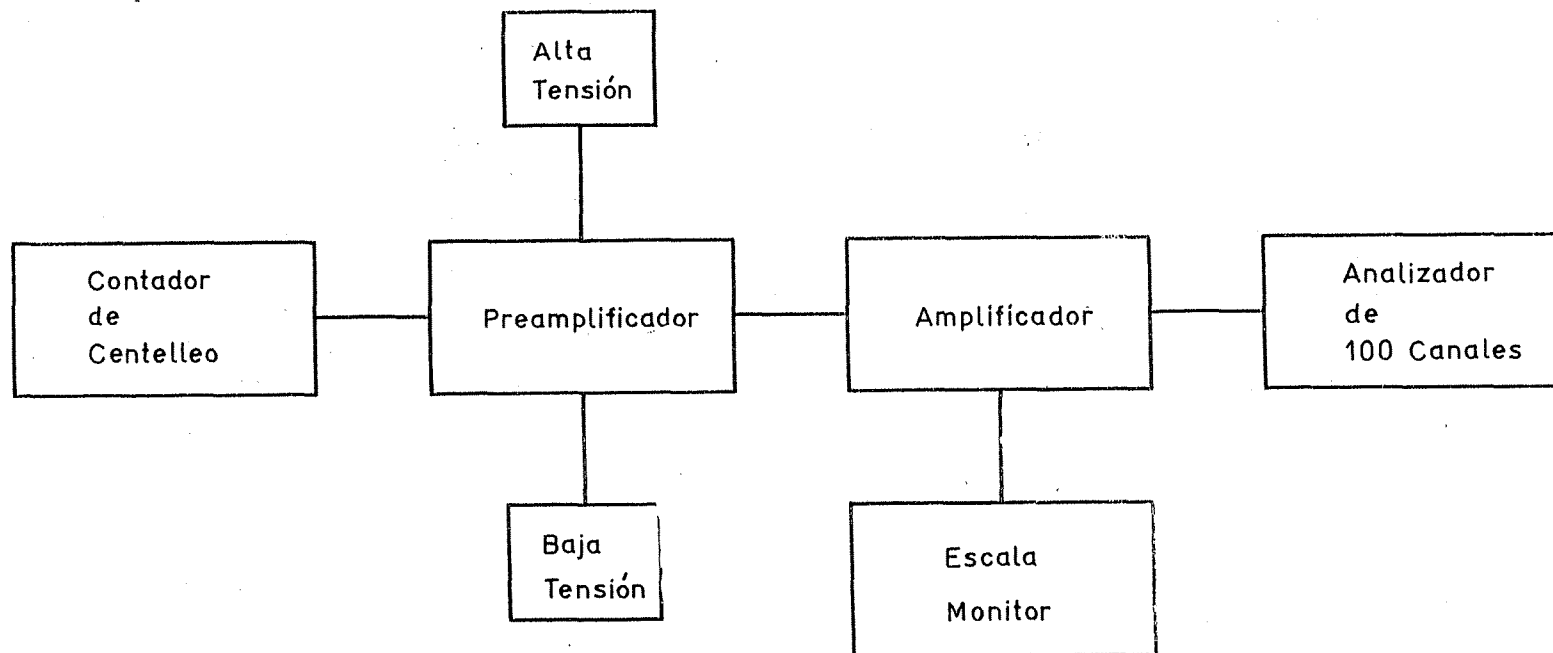 Alta
Tensión
Contador
de
Centelleo
Preamplificador
Amplificador
Analizador
de
100 Canales
Baja
Tensión
Escala
Monitor